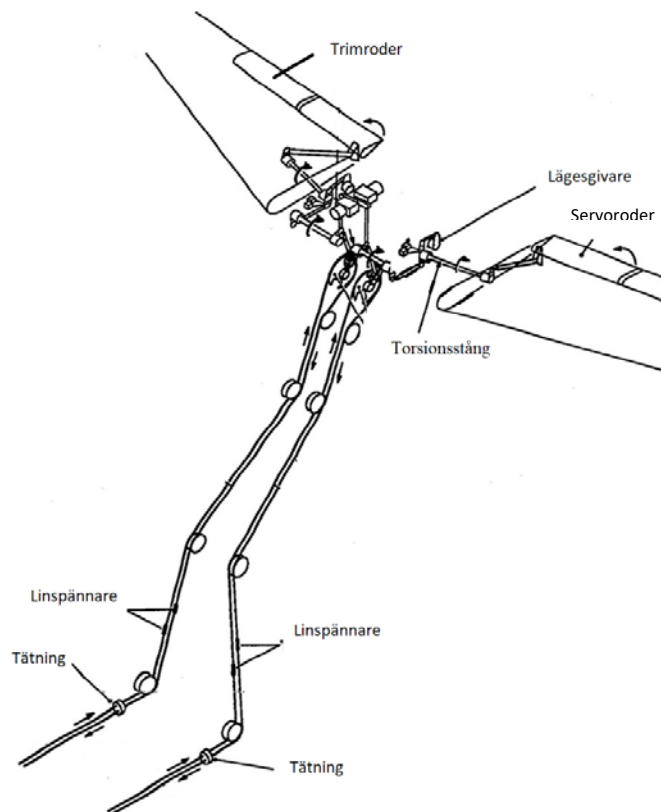 Trimroder
Lägesgivare
Servoroder
Torsionsstång
Linspännare
Linspännare
Tätning
Tätning